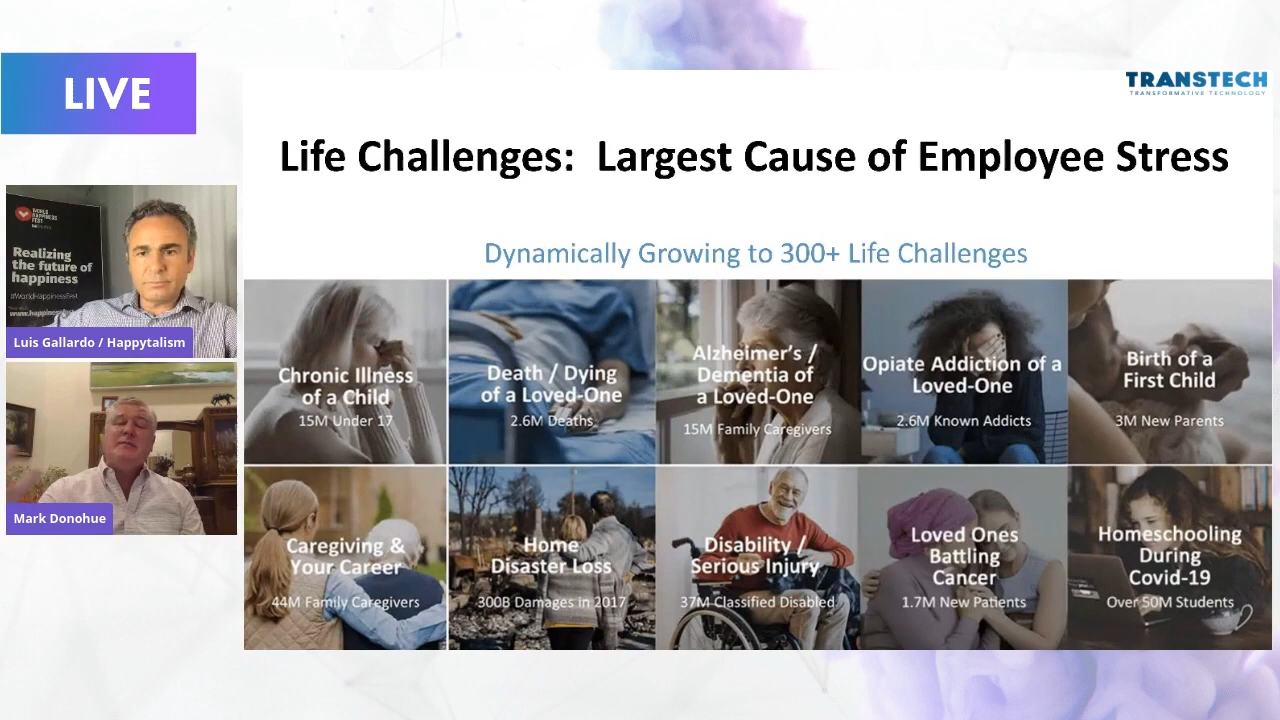 LIVE
TRANSTECH
TRANSFORMATIVE TECHNOLOGY
Life Challenges: Largest Cause of Employee Stress
Dynamically Growing to 300+ Life Challenges
WORLD
HAPPINESS
FEST
Realizing
the future of
happiness
#WorldHappinessFest
Luis Gallardo / Happytalism
Mark Donohue
Chronic Illness
of a Child
15M Under 17
Death / Dying
of a Loved-One
2.6M Deaths
Alzheimer's /
Dementia of
a Loved-One
15M Family Caregivers
Opiate Addiction of a
Loved-One
2.6M Known Addicts
Birth of a
First Child
3M New Parents
Caregiving &
Your Career
44M Family Caregivers
Home
Disaster Loss
300B Damages in 2017
Disability /
Serious Injury
37M Classified Disabled
Loved Ones
Battling
Cancer
1.7M New Patients
Homeschooling
During
Covid-19
Over 50M Students